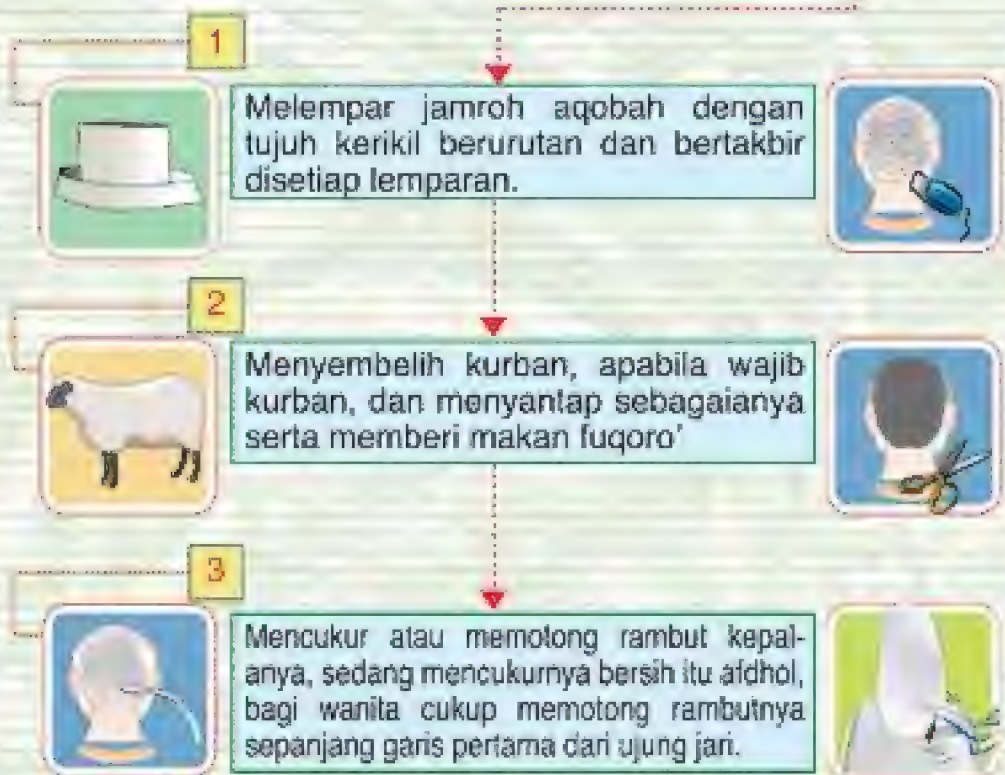 1
Melempar jamroh aqobah dengan
tujuh kerikil berurutan dan bertakbir
disetiap lemparan.
2
Menyembelih kurban, apabila wajib
kurban, dan menyantap sebagaianya
serta memberi makan fuqoro'
3
Mencukur atau memotong rambut kepal-
anya, sedang mencukurnya bersih itu afdhol,
bagi wanita cukup memotong rambutnya
sepanjang garis pertama dari ujung jari.